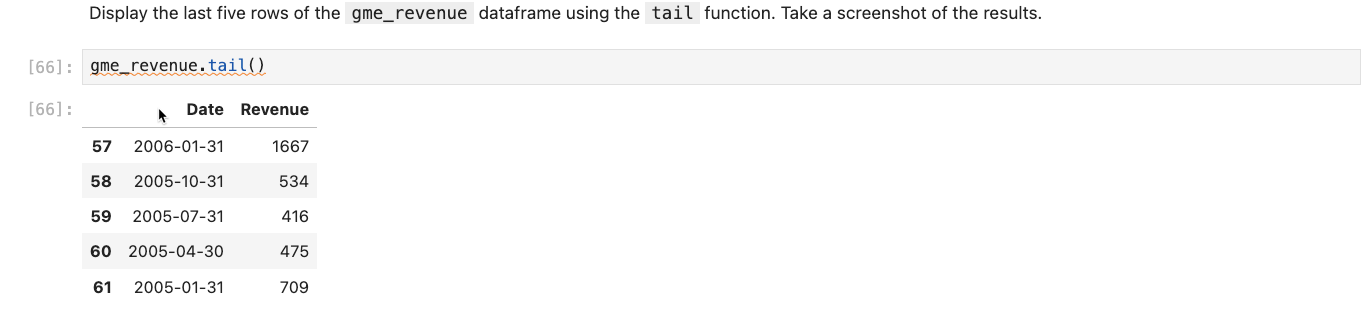 Display the last five rows of the gme_revenue dataframe using the tail function. Take a screenshot of the results.
[66]: gme_revenue.tail()
[66]: Date Revenue
57 2006-01-31 1667
58 2005-10-31 534
59 2005-07-31 416
60 2005-04-30 475
61 2005-01-31 709